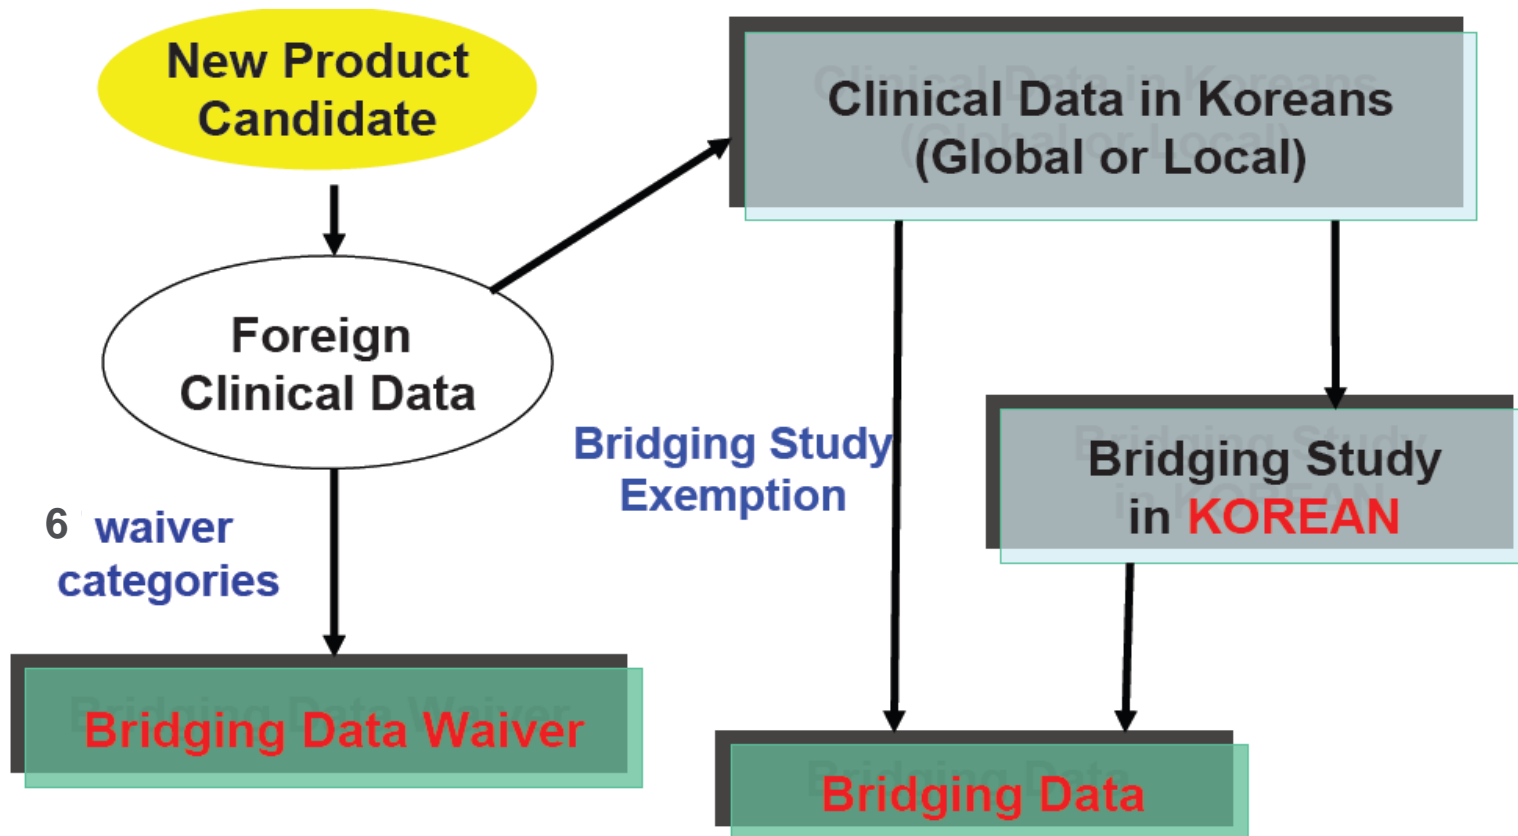 New Product
Candidate
Clinical Data in Koreans
(Global or Local)
Foreign
Clinical Data
Bridging Study
Exemption
Bridging Study
in KOREAN
6 waiver
categories
Bridging Data Waiver
Bridging Data